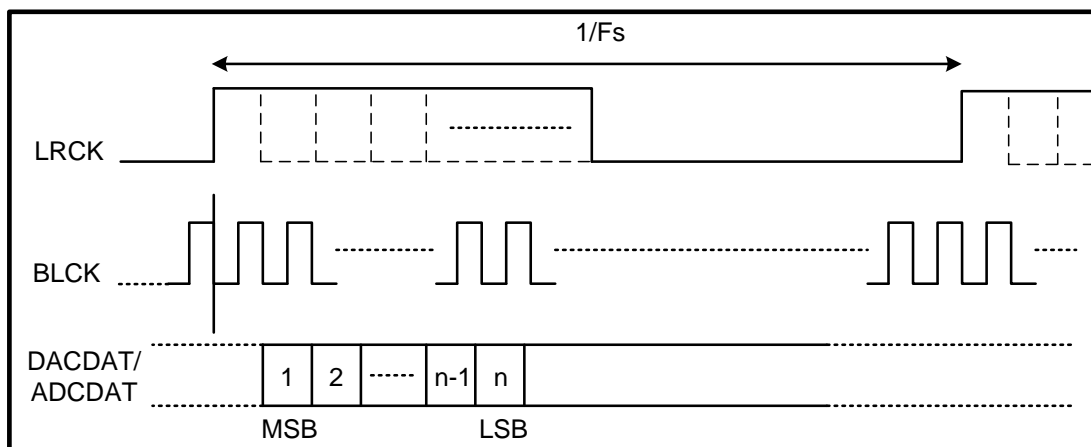 1/Fs
LRCK
BLCK
DACDAT/
ADCDAT
1 2 n-1 n
MSB LSB